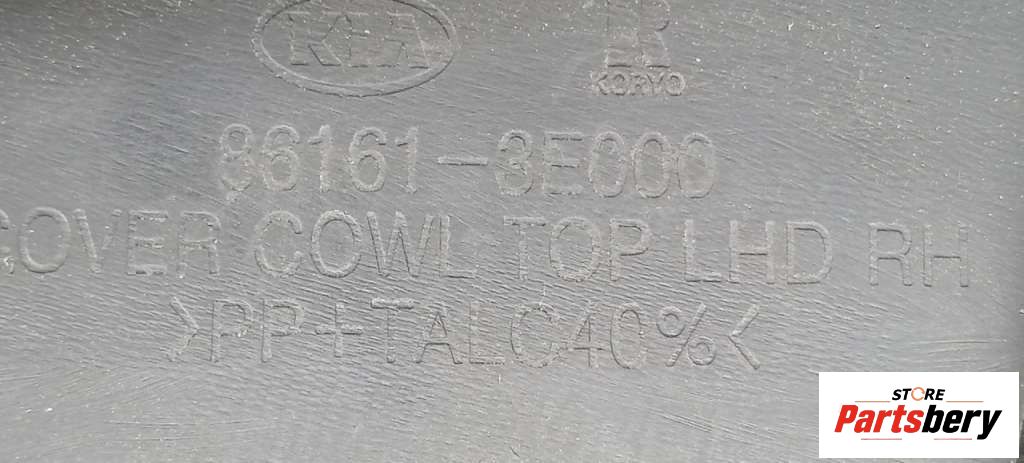 KIA
KORYO
86161-3E000
COVER COWL TOP LHD RH
>PP+TALC40%<
STORE
Partsbery